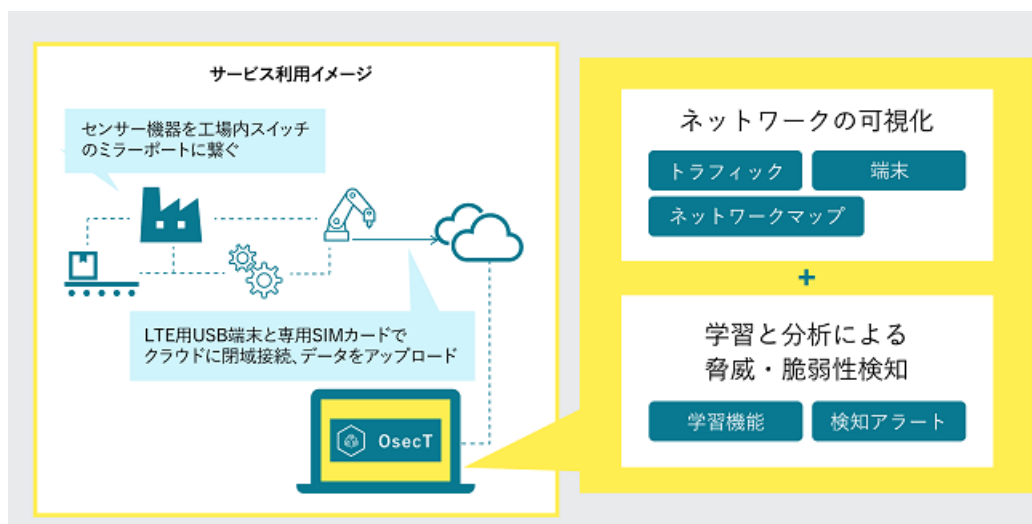 サービス利用イメージ
センサー機器を工場内スイッチ
のミラーポートに繋ぐ
LTE用USB端末と専用SIMカードで
クラウドに閉域接続、データをアップロード
OsecT
ネットワークの可視化
トラフィック
端末
ネットワークマップ
+
学習と分析による
脅威・脆弱性検知
学習機能
検知アラート